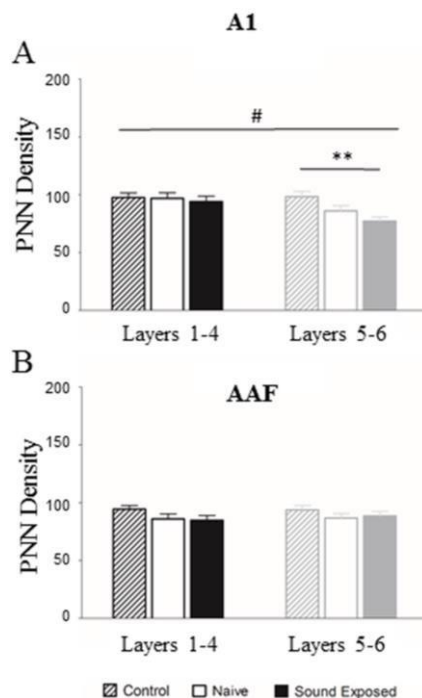 A1
A
200
150
100
50
0
PNN Density
#
**
Layers 1-4
Layers 5-6
B
AAF
200
150
100
50
0
PNN Density
Layers 1-4
Layers 5-6
Control
Naive
Sound Exposed